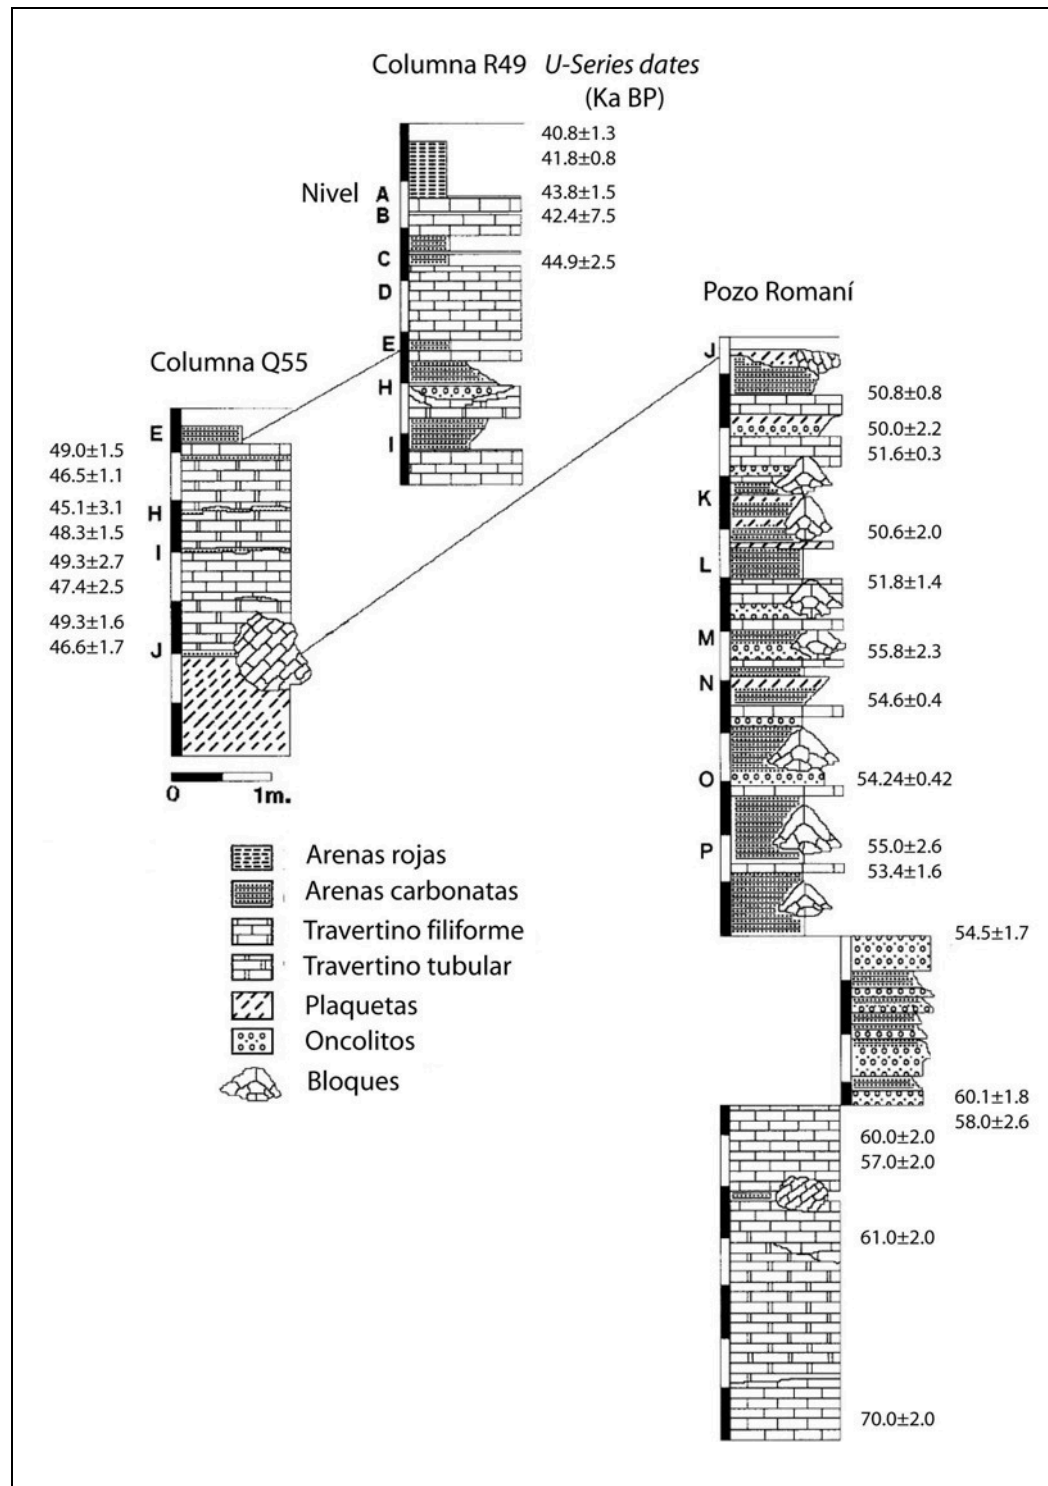 Columna R49 U-Series dates
(Ka BP)
40.8±1.3
41.8±0.8
Nivel
A
43.8±1.5
B
42.4±7.5
C
44.9±2.5
D
E
H
I
Columna Q55
E
49.0±1.5
46.5±1.1
45.1±3.1
H
48.3±1.5
I
49.3±2.7
47.4±2.5
49.3±1.6
46.6±1.7
J
0 1m.
Pozo Romaní
J
50.8±0.8
50.0±2.2
51.6±0.3
K
50.6±2.0
L
51.8±1.4
M
55.8±2.3
N
54.6±0.4
O
54.24±0.42
P
55.0±2.6
53.4±1.6
54.5±1.7
60.1±1.8
58.0±2.6
60.0±2.0
57.0±2.0
61.0±2.0
70.0±2.0
Arenas rojas
Arenas carbonatas
Travertino filiforme
Travertino tubular
Plaquetas
Oncolitos
Bloques